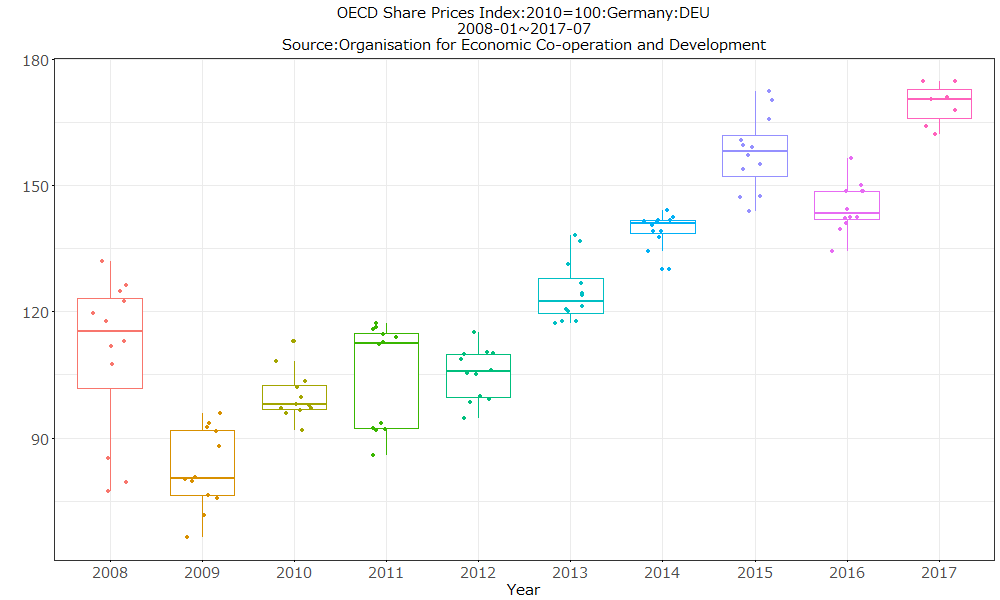 OECD Share Prices Index:2010=100:Germany:DEU
2008-01~2017-07
Source:Organisation for Economic Co-operation and Development
180
150
120
90
2008 2009 2010 2011 2012 2013 2014 2015 2016 2017
Year